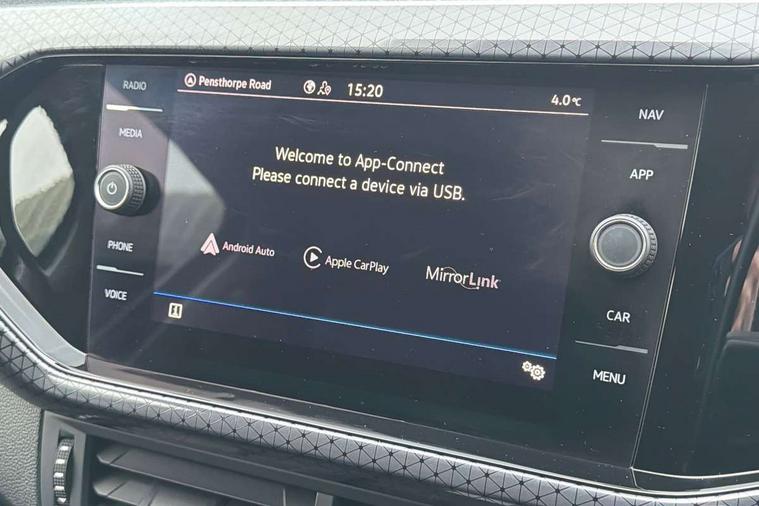 RADIO
MEDIA
PHONE
VOICE
Pensthorpe Road
15:20
4.0°C
Welcome to App-Connect
Please connect a device via USB.
Android Auto
Apple CarPlay
MirrorLink
NAV
APP
CAR
MENU